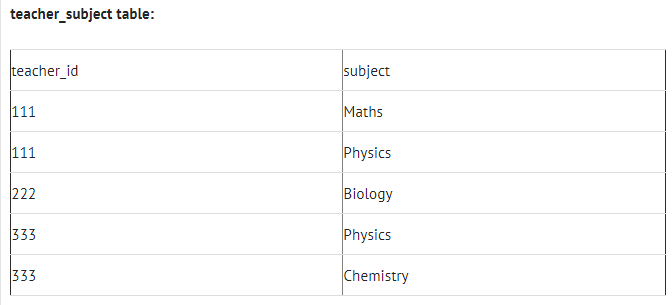 teacher_subject table:
teacher_id subject
111 Maths
111 Physics
222 Biology
333 Physics
333 Chemistry